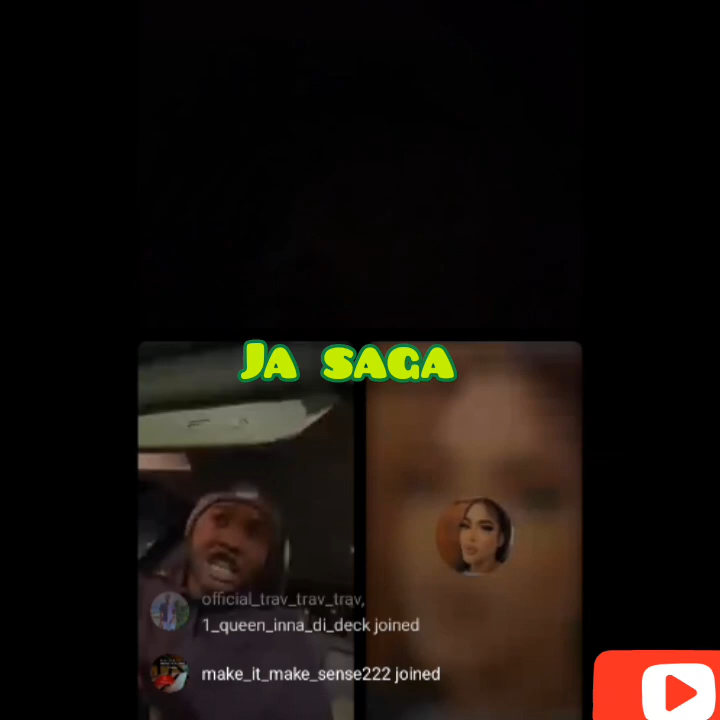 JA SAGA
official_trav_trav_trav,
1_queen_inna_di_deck joined
make_it_make_sense222 joined